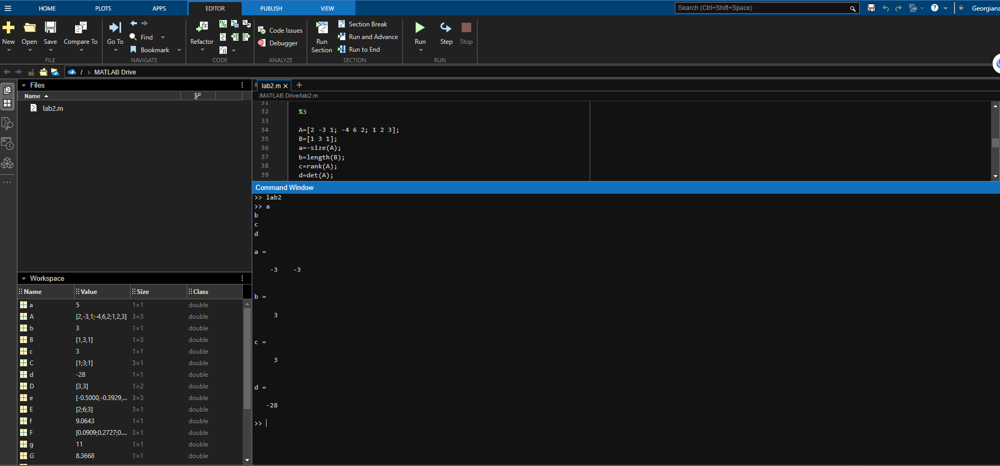 HOME PLOTS APPS EDITOR PUBLISH VIEW
Search (Ctrl+Shift+Space)
Georgiana
New
Open
Save
Compare To
FILE
Go To
Find
Bookmark
NAVIGATE
Refactor
CODE
Code Issues
Debugger
ANALYZE
Run Section
Section Break
Run and Advance
Run to End
SECTION
Run
Step
Stop
RUN
/ > MATLAB Drive
Files
Name
lab2.m
lab2.m
/MATLAB Drive/lab2.m
31
32 %3
33
34 A=[2 -3 1; -4 6 2; 1 2 3];
35 B=[1 3 1];
36 a=-size(A);
37 b=length(B);
38 c=rank(A);
39 d=det(A);
Command Window
>> lab2
>> a
b
c
d
a =
-3 -3
b =
3
c =
3
d =
-28
>>
Workspace
Name Value Size Class
a 5 1×1 double
A [2,-3,1;-4,6,2;1,2,3] 3×3 double
b 3 1×1 double
B [1,3,1] 1×3 double
c 3 1×1 double
C [1;3;1] 3×1 double
d -28 1×1 double
D [3,3] 1×2 double
e [-0.5000,-0.3929,... 3×3 double
E [2;6;3] 3×1 double
f 9.0643 1×1 double
F [0.0909;0.2727;0.... 3×1 double
g 11 1×1 double
G 8.3668 1×1 double